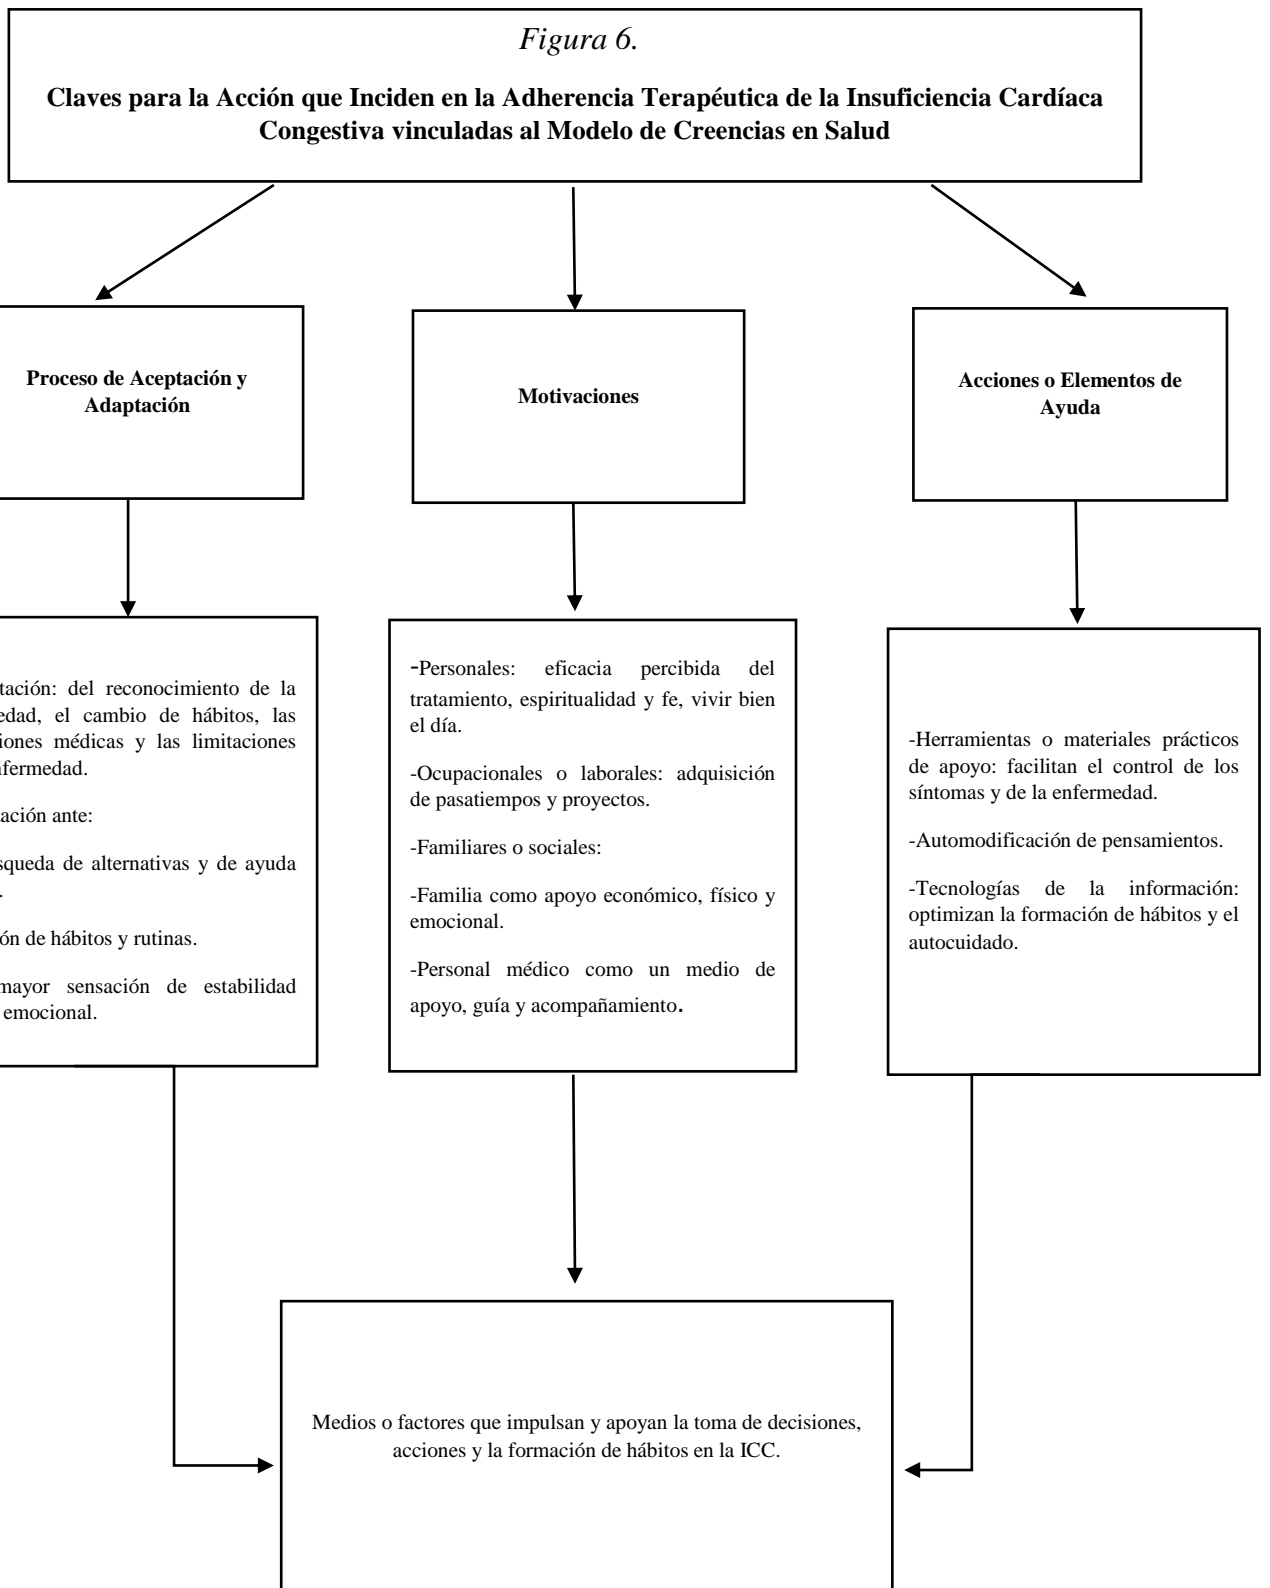 Figura 6.
Claves para la Acción que Inciden en la Adherencia Terapéutica de la Insuficiencia Cardíaca
Congestiva vinculadas al Modelo de Creencias en Salud
Proceso de Aceptación y
Adaptación
Motivaciones
Acciones o Elementos de
Ayuda
del reconocimiento de la
el cambio de hábitos, las
médicas y las limitaciones
ante:
de alternativas y de ayuda
de hábitos y rutinas.
mayor sensación de estabilidad
emocional.
-Personales: eficacia percibida del
tratamiento, espiritualidad y fe, vivir bien
el día.
-Ocupacionales o laborales: adquisición
de pasatiempos y proyectos.
-Familiares o sociales:
-Familia como apoyo económico, físico y
emocional.
-Personal médico como un medio de
apoyo, guía y acompañamiento.
-Herramientas o materiales prácticos
de apoyo: facilitan el control de los
síntomas y de la enfermedad.
-Automodificación de pensamientos.
-Tecnologías de la información:
optimizan la formación de hábitos y el
autocuidado.
Medios o factores que impulsan y apoyan la toma de decisiones,
acciones y la formación de hábitos en la ICC.